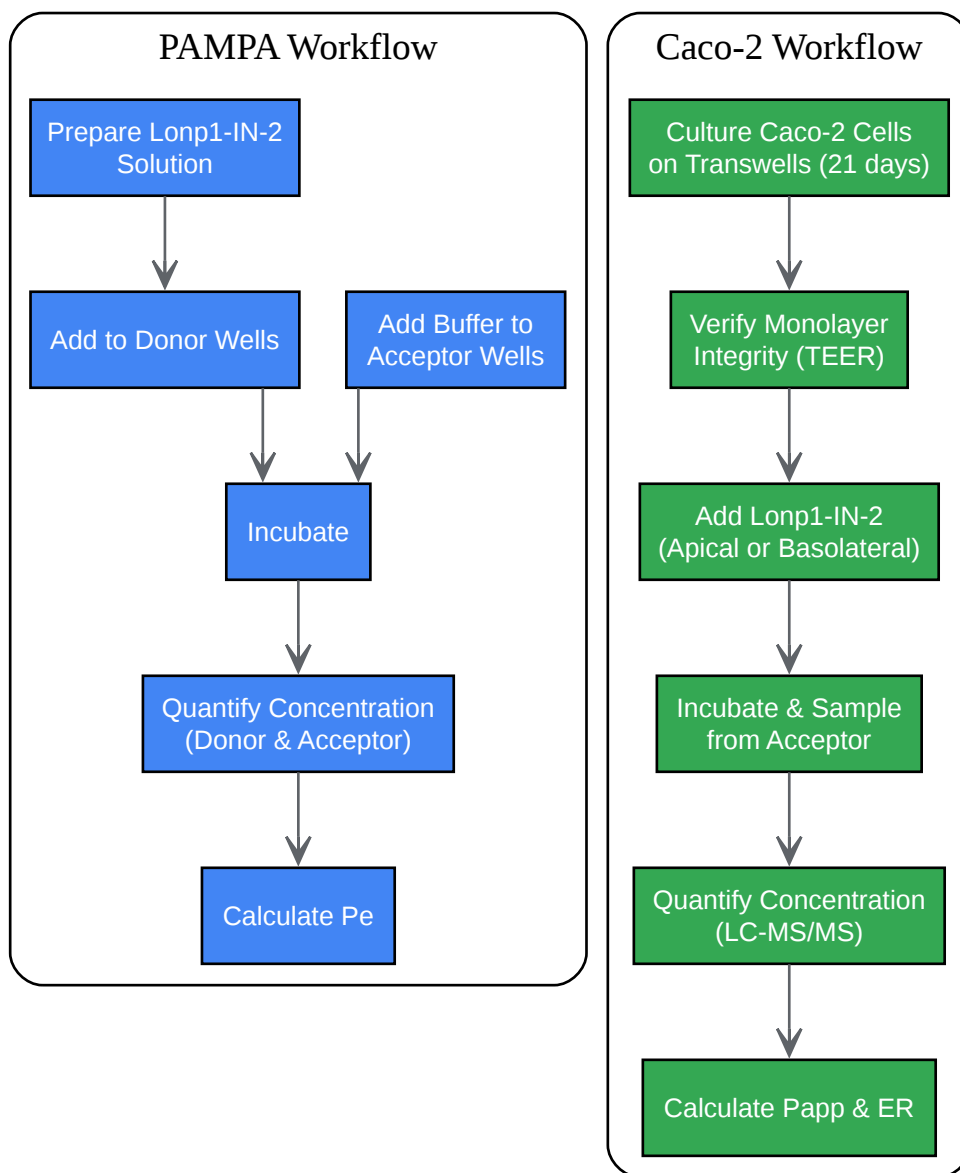 PAMPA Workflow
Prepare Lonp1-IN-2
Solution
Add to Donor Wells
Add Buffer to
Acceptor Wells
Incubate
Quantify Concentration
(Donor & Acceptor)
Calculate Pe
Caco-2 Workflow
Culture Caco-2 Cells
on Transwells (21 days)
Verify Monolayer
Integrity (TEER)
Add Lonp1-IN-2
(Apical or Basolateral)
Incubate & Sample
from Acceptor
Quantify Concentration
(LC-MS/MS)
Calculate Papp & ER